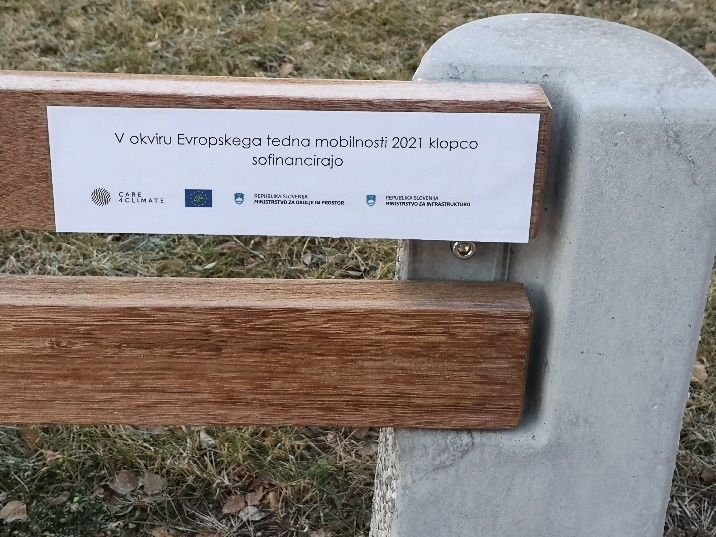 V okviru Evropskega tedna mobilnosti 2021 klopco
sofinancirajo
CARE
4CLIMATE
REPUBLIKA SLOVENIJA
MINISTRSTVO ZA OKOLJE IN PROSTOR
REPUBLIKA SLOVENIJA
MINISTRSTVO ZA INFRASTRUKTURO